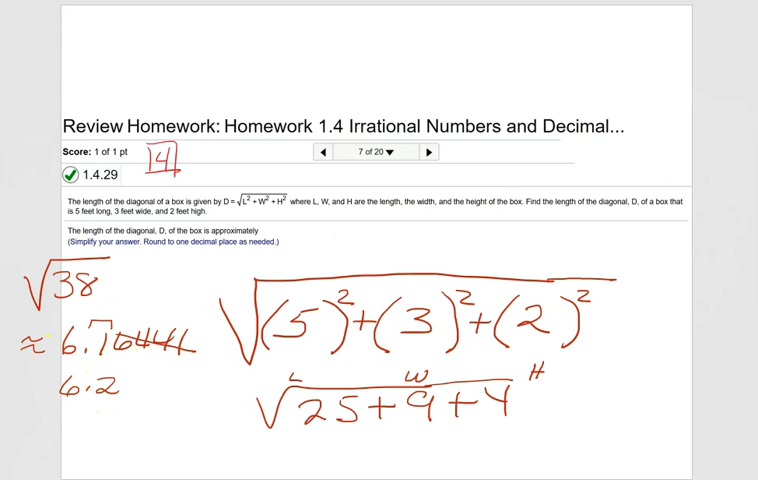 Review Homework: Homework 1.4 Irrational Numbers and Decimal...
Score: 1 of 1 pt
14
7 of 20
1.4.29
The length of the diagonal of a box is given by D = √L² + W² + H² where L, W, and H are the length, the width, and the height of the box. Find the length of the diagonal, D, of a box that
is 5 feet long, 3 feet wide, and 2 feet high.
The length of the diagonal, D, of the box is approximately
(Simplify your answer. Round to one decimal place as needed.)
√38
√(5)²+(3)²+(2)²
≈ 6.16441
L W H
6.2
√25+9+4